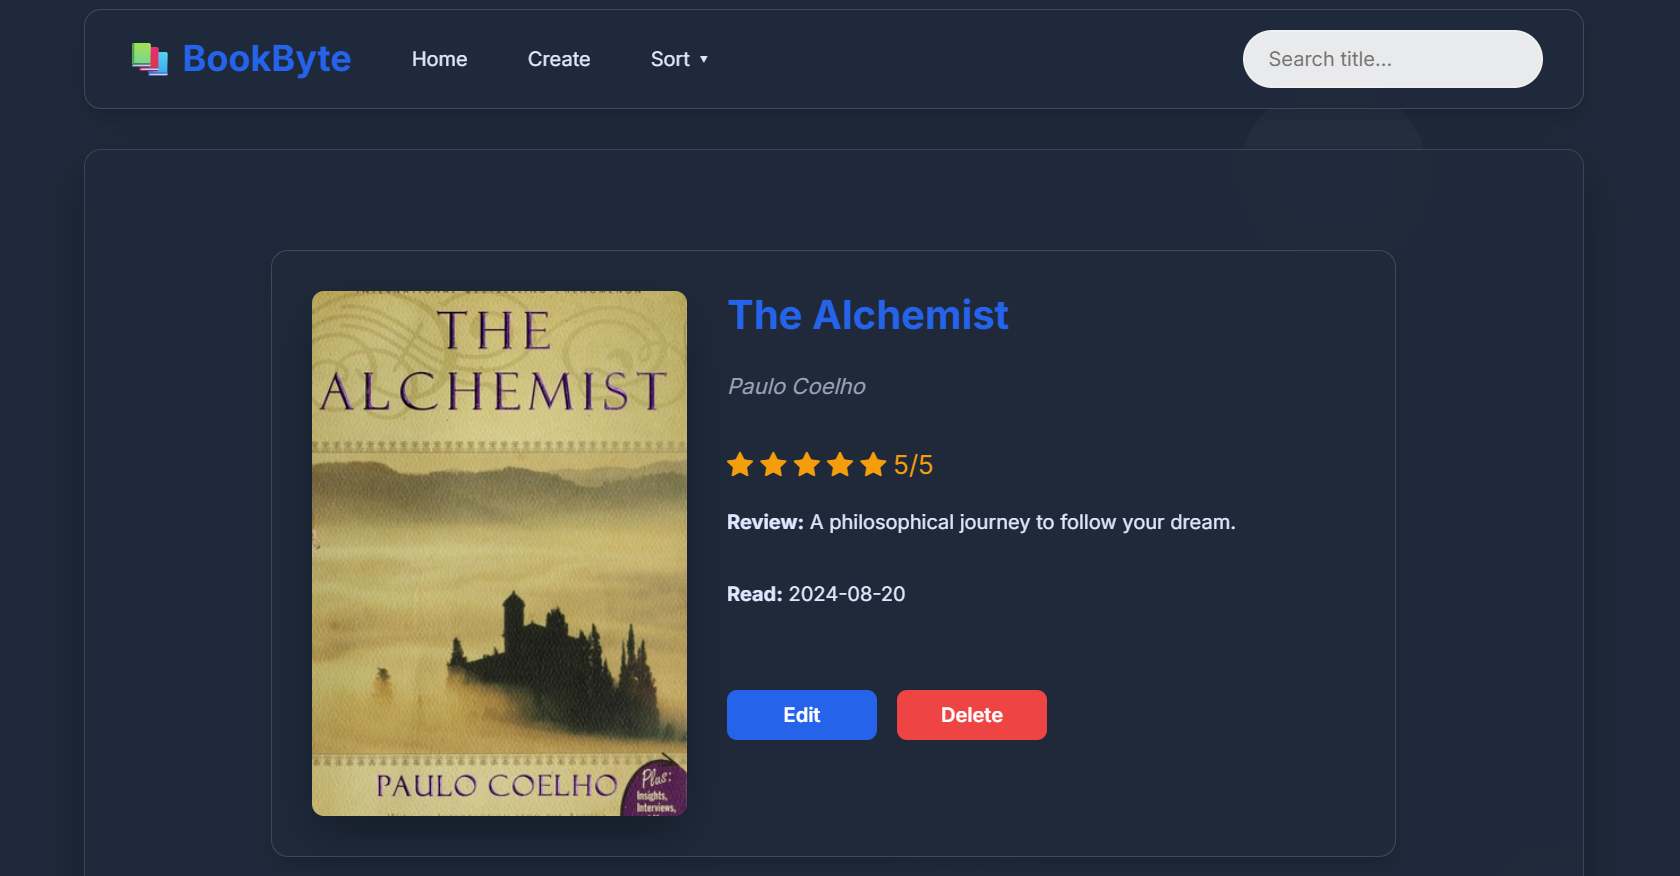 BookByte
Home
Create
Sort ▼
Search title...
THE
ALCHEMIST
PAULO COELHO
Plus:
Insights,
Interviews,
The Alchemist
Paulo Coelho
5/5
Review: A philosophical journey to follow your dream.
Read: 2024-08-20
Edit
Delete